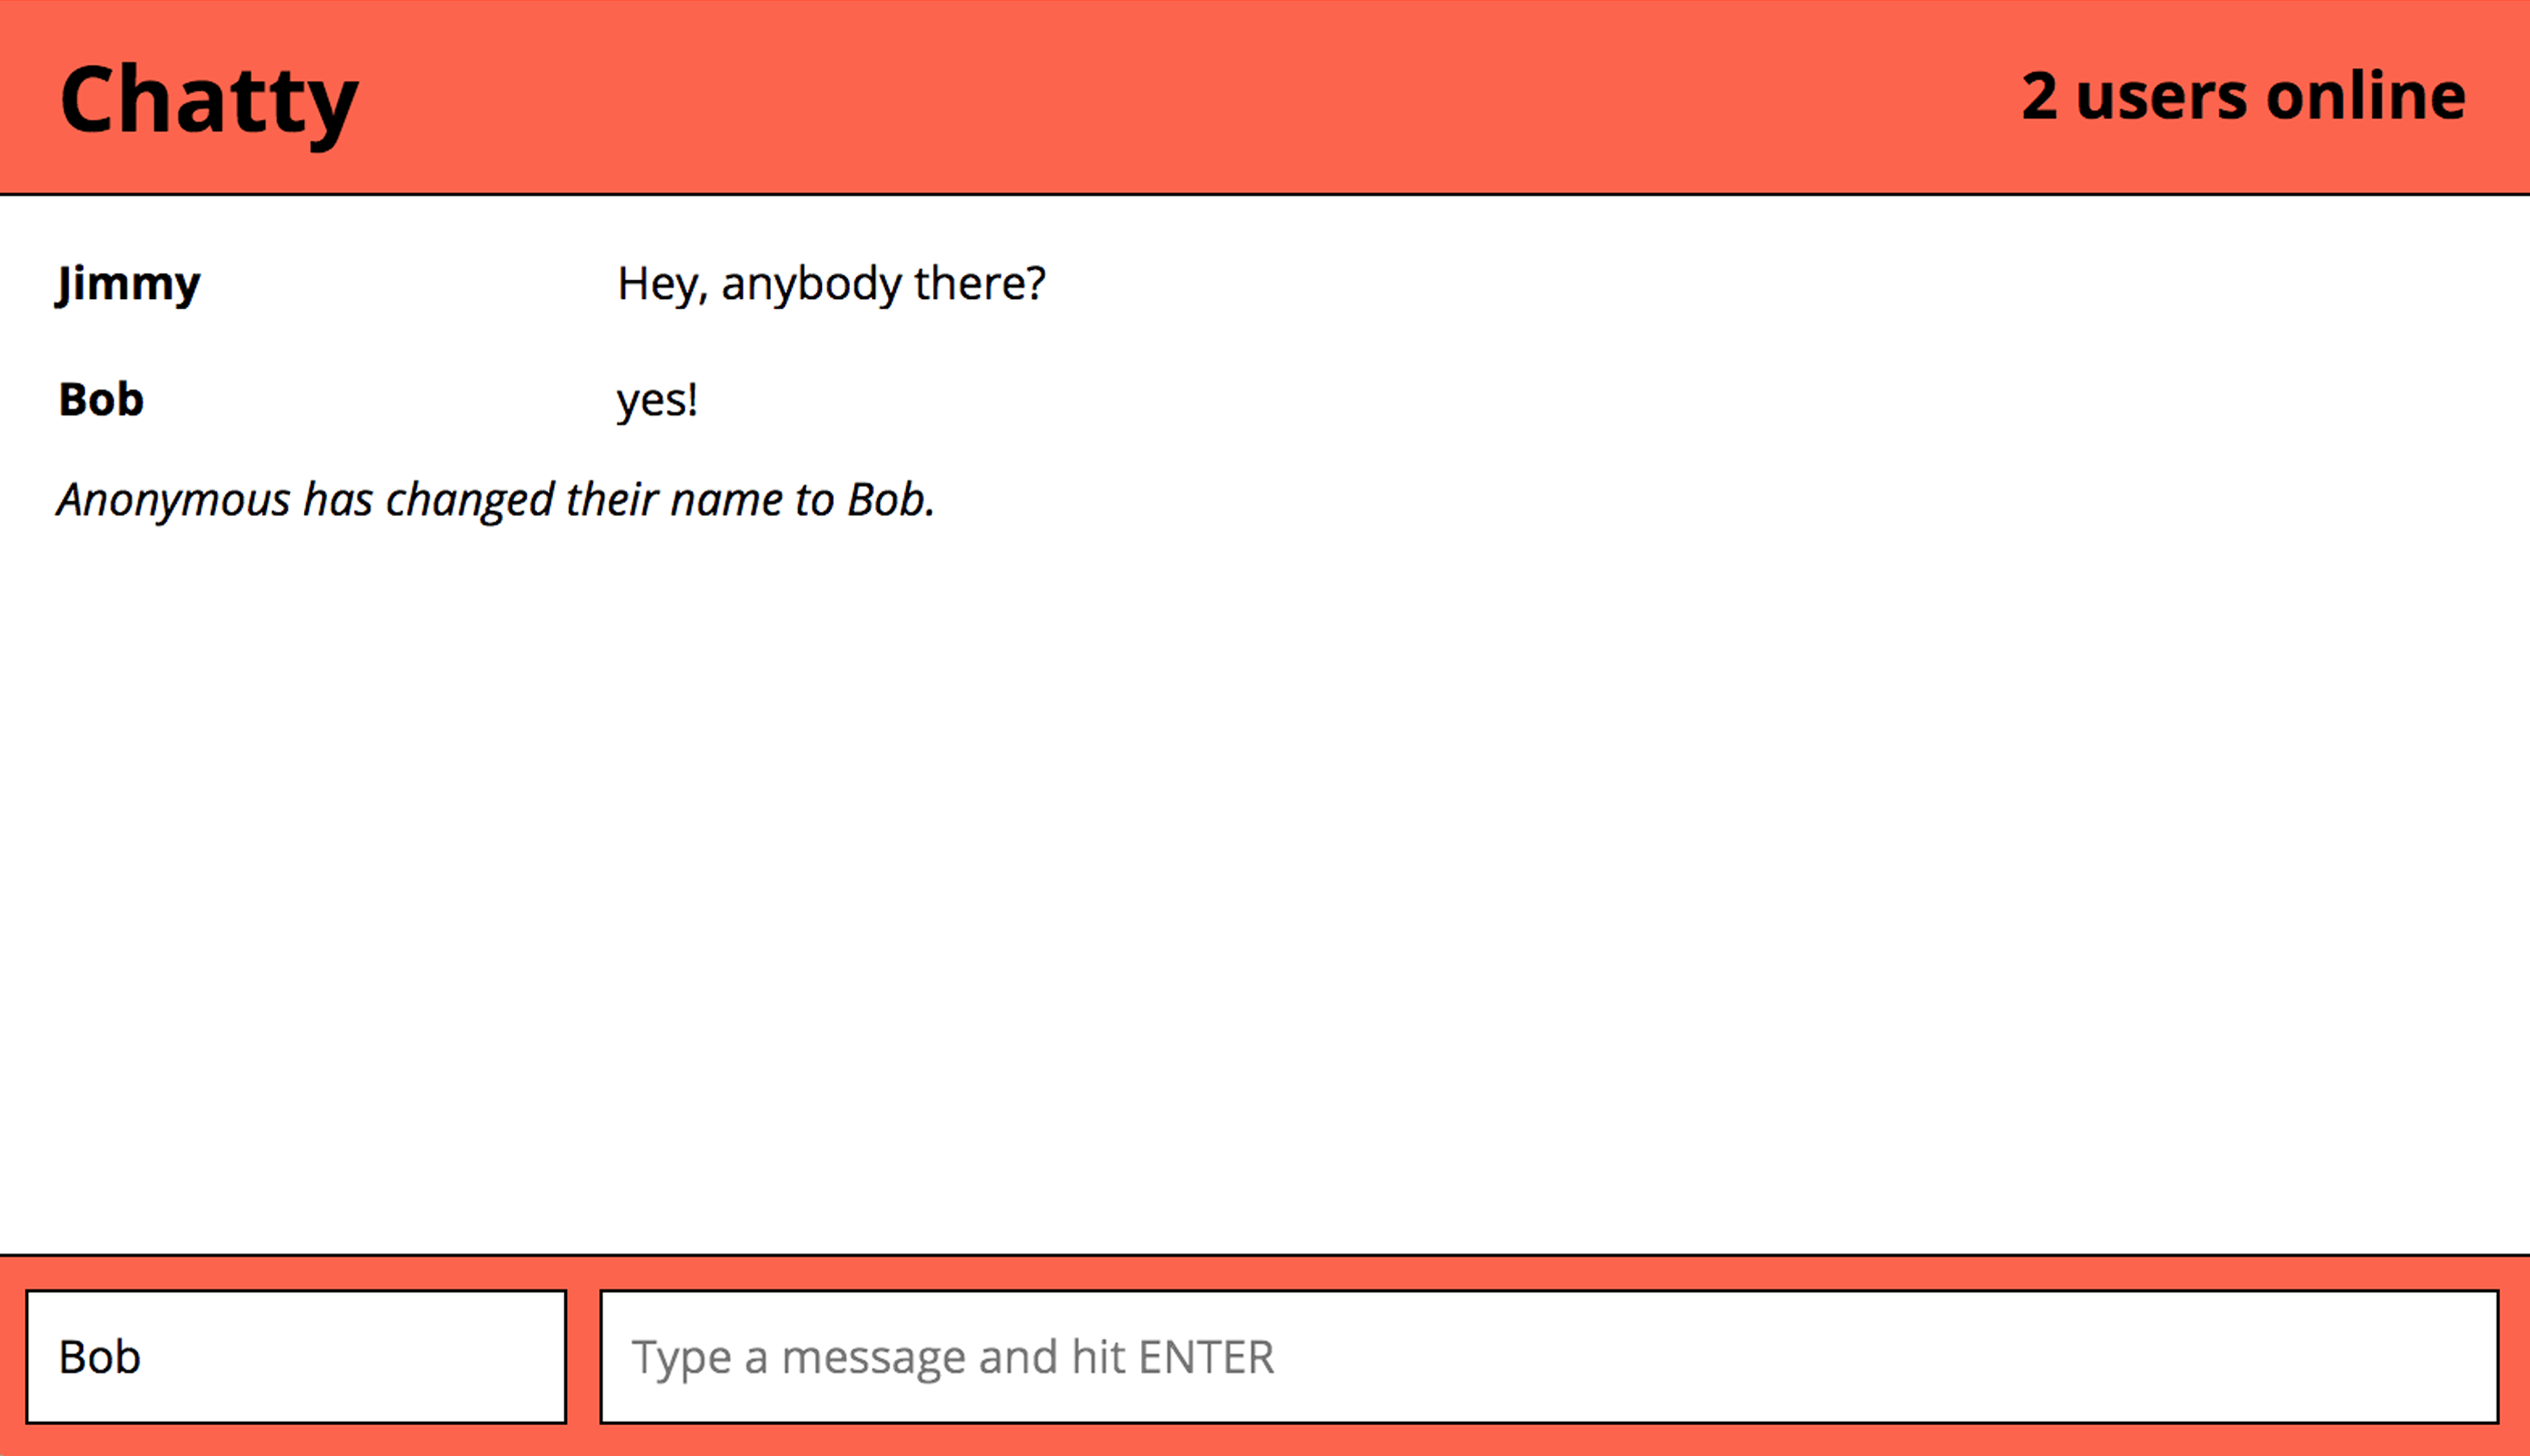 Chatty
2 users online
Jimmy Hey, anybody there?
Bob yes!
Anonymous has changed their name to Bob.
Bob
Type a message and hit ENTER